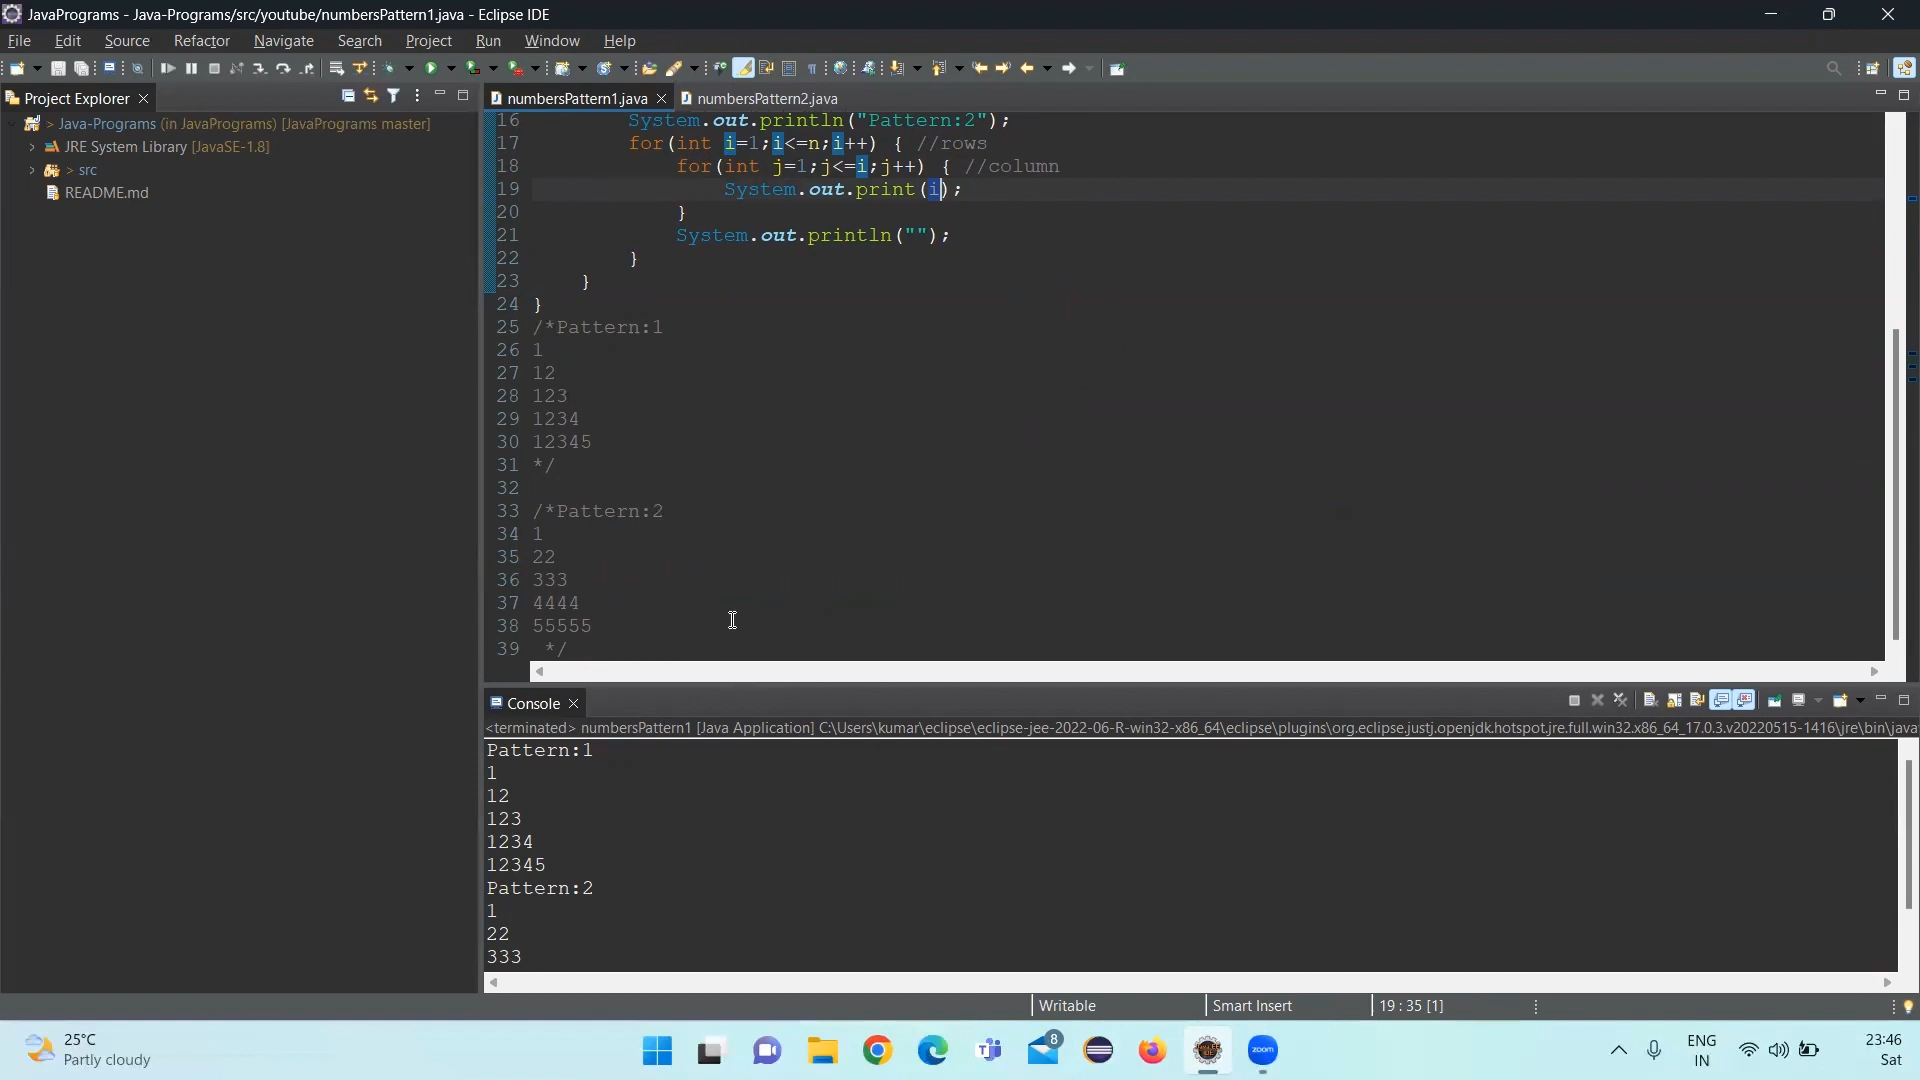 JavaPrograms - Java-Programs/src/youtube/numbersPattern1.java - Eclipse IDE
File Edit Source Refactor Navigate Search Project Run Window Help
Project Explorer
numbersPattern1.java numbersPattern2.java
> Java-Programs (in JavaPrograms) [JavaPrograms master]
JRE System Library [JavaSE-1.8]
> src
README.md
16 System.out.println("Pattern:2");
17 for(int i=1;i<=n;i++) { //rows
18 for(int j=1;j<=i;j++) { //column
19 System.out.print(i);
20 }
21 System.out.println("");
22 }
23 }
24 }
25 /*Pattern:1
26 1
27 12
28 123
29 1234
30 12345
31 */
32
33 /*Pattern:2
34 1
35 22
36 333
37 4444
38 55555
39 */
Console
<terminated> numbersPattern1 [Java Application] C:\Users\kumar\eclipse\eclipse-jee-2022-06-R-win32-x86_64\eclipse\plugins\org.eclipse.justj.openjdk.hotspot.jre.full.win32.x86_64_17.0.3.v20220515-1416\jre\bin\java
Pattern:1
1
12
123
1234
12345
Pattern:2
1
22
333
Writable Smart Insert 19 : 35 [1]
25°C
Partly cloudy
8
zoom
ENG
IN
23:46
Sat